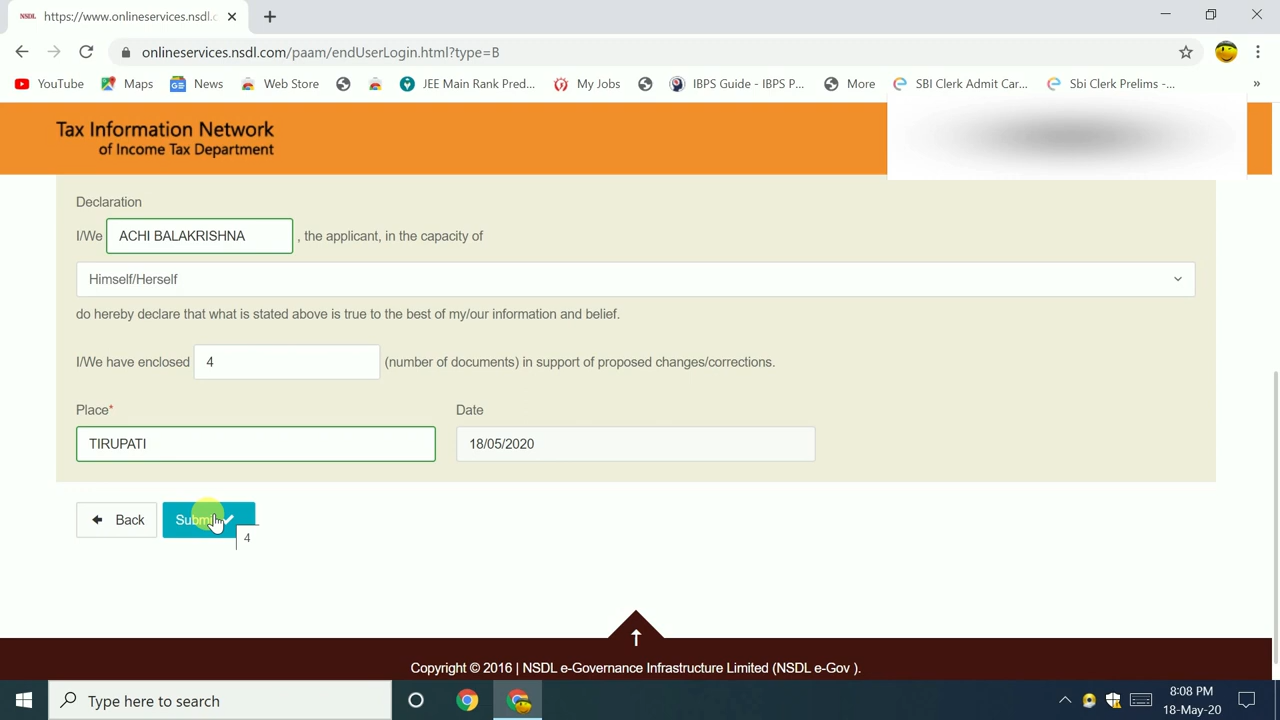 NSDL https://www.onlineservices.nsdl.c
onlineservices.nsdl.com/paam/endUserLogin.html?type=B
YouTube Maps News Web Store JEE Main Rank Pred... My Jobs IBPS Guide - IBPS P... More SBI Clerk Admit Car... Sbi Clerk Prelims -... »
Tax Information Network
of Income Tax Department
Declaration
I/We ACHI BALAKRISHNA , the applicant, in the capacity of
Himself/Herself
do hereby declare that what is stated above is true to the best of my/our information and belief.
I/We have enclosed 4 (number of documents) in support of proposed changes/corrections.
Place* Date
TIRUPATI 18/05/2020
Back Submit
4
Copyright © 2016 | NSDL e-Governance Infrastructure Limited (NSDL e-Gov ).
Type here to search
8:08 PM
18-May-20